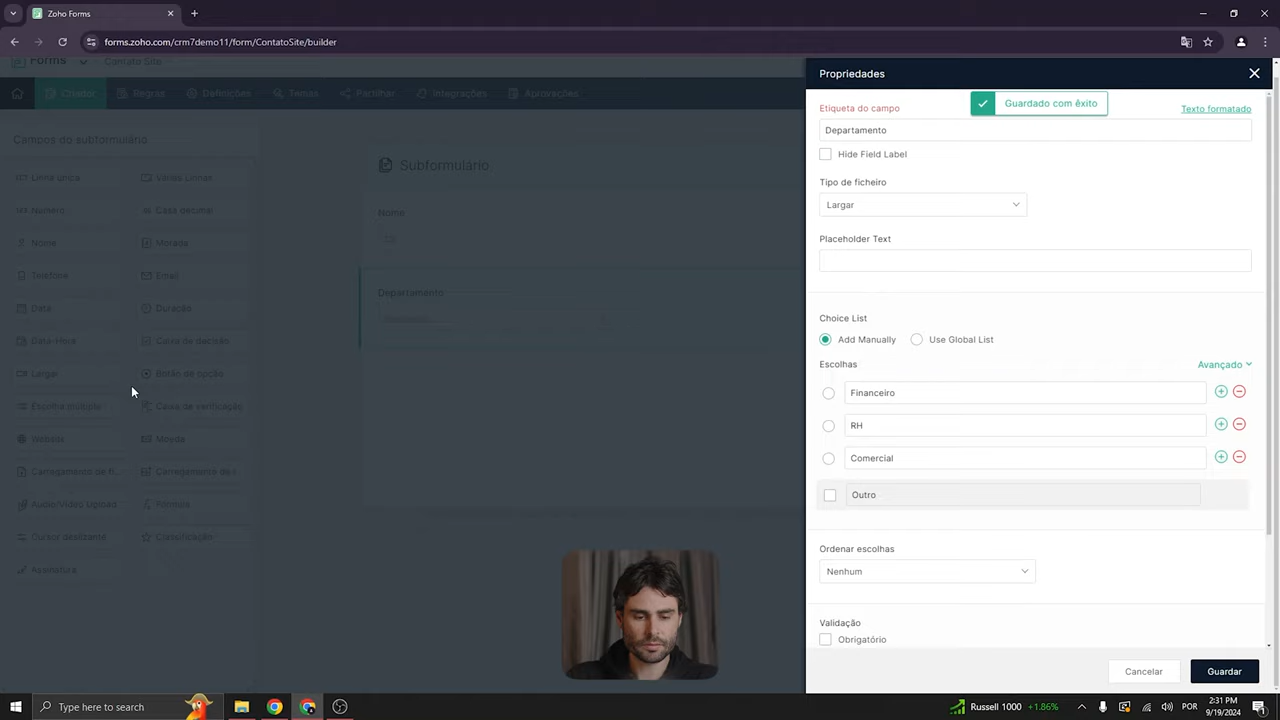 Zoho Forms
forms.zoho.com/crm7demo11/form/ContatoSite/builder
Forms
Contato Site
Criador
Regras
Definições
Temas
Partilhar
Integrações
Aprovações
Campos do subformulário
Linha única
Várias Linhas
Número
Casa decimal
Nome
Morada
Telefone
Email
Data
Duração
Data-Hora
Caixa de decisão
Largar
Botão de opção
Escolha múltipla
Caixa de verificação
Website
Moeda
Carregamento de fi...
Carregamento de i...
Áudio/Vídeo Upload
Fórmula
Cursor deslizante
Classificação
Assinatura
Subformulário
Nome
Departamento
Propriedades
Guardado com êxito
Etiqueta do campo
Texto formatado
Departamento
Hide Field Label
Tipo de ficheiro
Largar
Placeholder Text
Choice List
Add Manually
Use Global List
Escolhas
Avançado
Financeiro
RH
Comercial
Outro
Ordenar escolhas
Nenhum
Validação
Obrigatório
Cancelar
Guardar
Type here to search
Russell 1000 +1.86%
POR
2:31 PM
9/19/2024